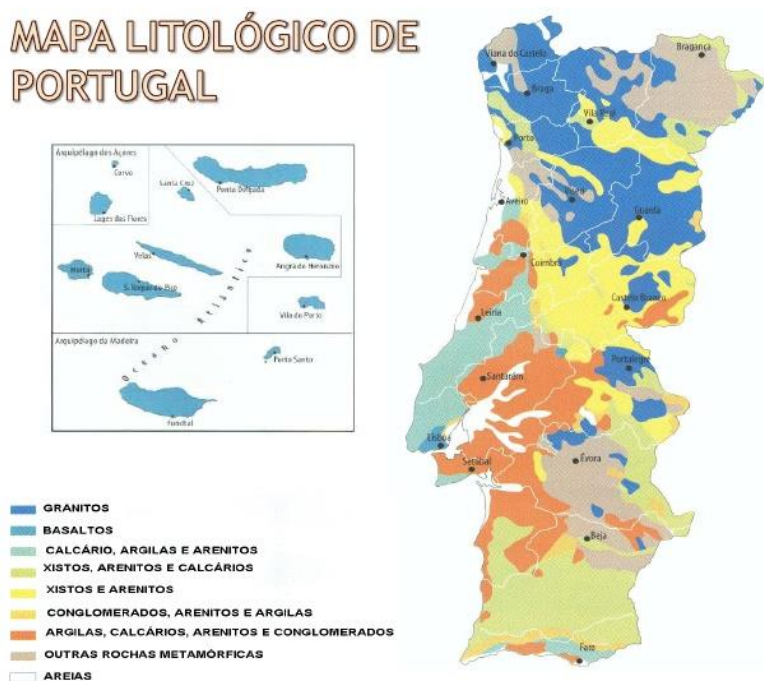 MAPA LITOLÓGICO DE
PORTUGAL
Arquipélago dos Açores
Corvo
Santa Cruz
Ponta Delgada
Lages das Flores
Velas
Horta
S. Roque do Pico
Angra do Heroísmo
Vila do Porto
Oceano Atlântico
Arquipélago da Madeira
Porto Santo
Funchal
Viana do Castelo
Bragança
Braga
Vila Real
Porto
Viseu
Aveiro
Guarda
Coimbra
Castelo Branco
Leiria
Portalegre
Santarém
Lisboa
Setúbal
Évora
Beja
Faro
GRANITOS
BASALTOS
CALCÁRIO, ARGILAS E ARENITOS
XISTOS, ARENITOS E CALCÁRIOS
XISTOS E ARENITOS
CONGLOMERADOS, ARENITOS E ARGILAS
ARGILAS, CALCÁRIOS, ARENITOS E CONGLOMERADOS
OUTRAS ROCHAS METAMÓRFICAS
AREIAS